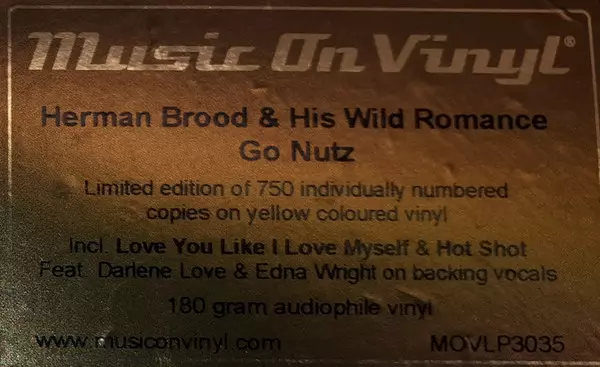 Music On Vinyl®
Herman Brood & His Wild Romance
Go Nutz
Limited edition of 750 individually numbered
copies on yellow coloured vinyl
Incl. Love You Like I Love Myself & Hot Shot
Feat. Darlene Love & Edna Wright on backing vocals
180 gram audiophile vinyl
www.musiconvinyl.com MOVLP3035